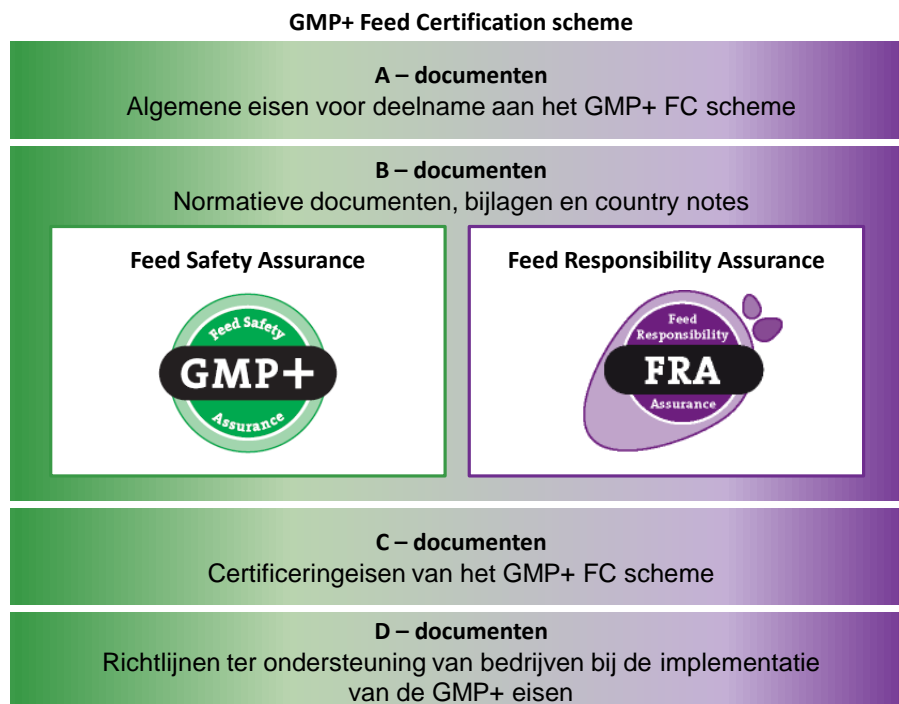 GMP+ Feed Certification scheme
A – documenten
Algemene eisen voor deelname aan het GMP+ FC scheme
B – documenten
Normatieve documenten, bijlagen en country notes
Feed Safety Assurance
Feed Safety
GMP+
Assurance
Feed Responsibility Assurance
Feed
Responsibility
FRA
Assurance
C – documenten
Certificeringeisen van het GMP+ FC scheme
D – documenten
Richtlijnen ter ondersteuning van bedrijven bij de implementatie
van de GMP+ eisen